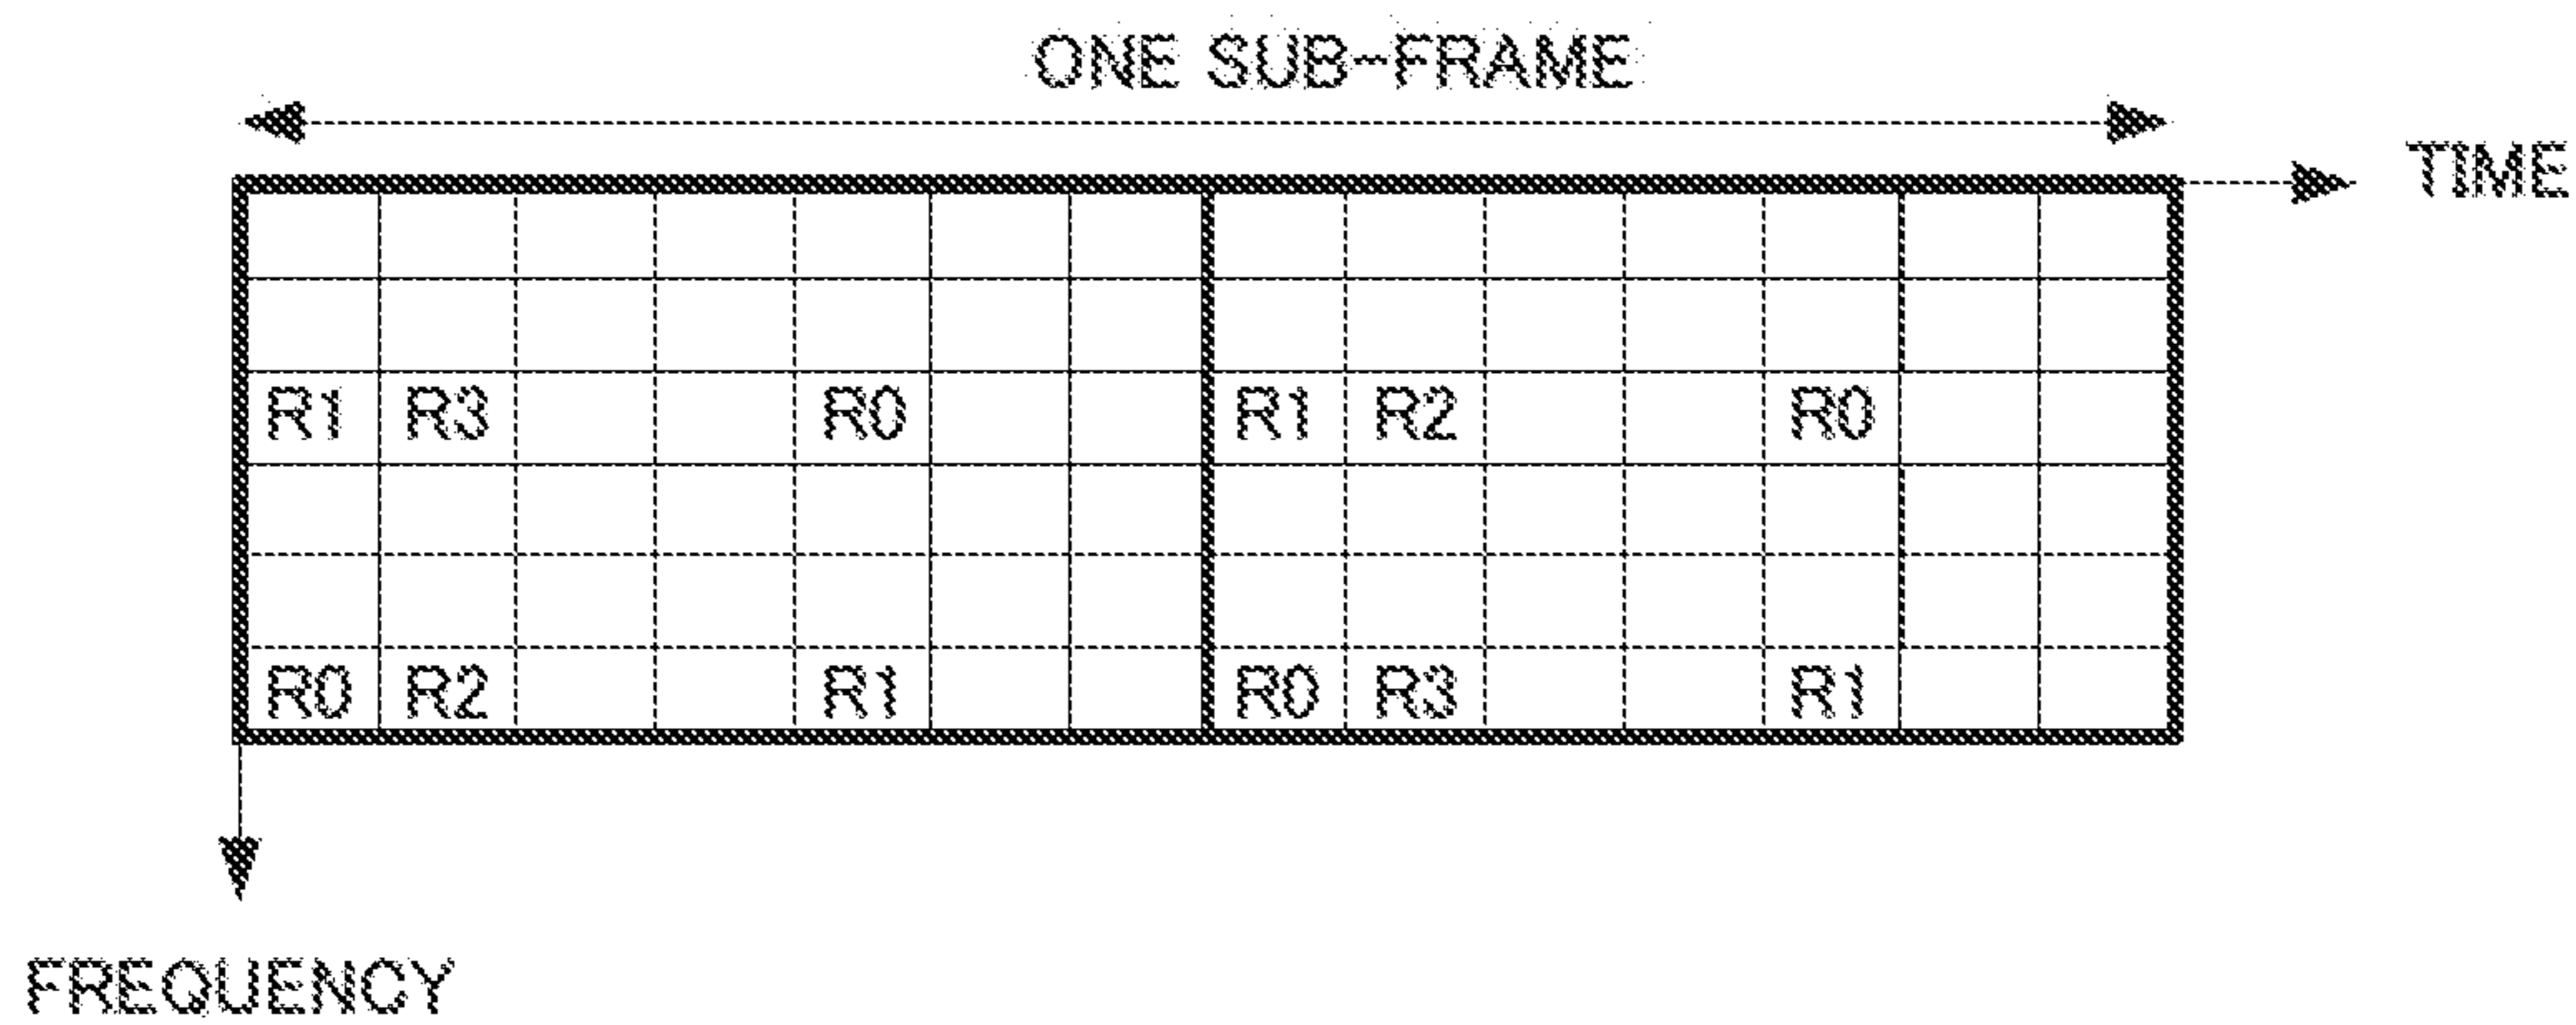 ONE SUB-FRAME
TIME
R1 R3 R0 R1 R2 R0
R0 R2 R1 R0 R3 R1
FREQUENCY